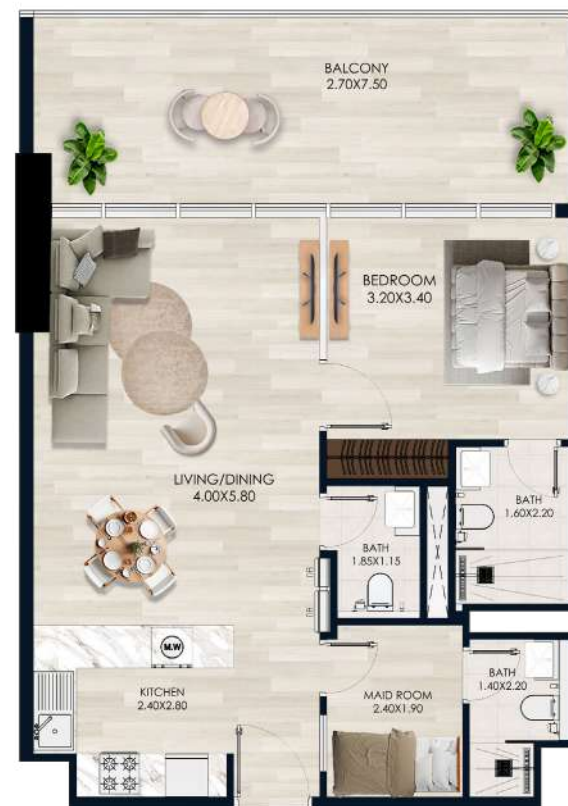 BALCONY
2.70X7.50
BEDROOM
3.20X3.40
LIVING/DINING
4.00X5.80
BATH
1.60X2.20
BATH
1.85X1.15
M.W
KITCHEN
2.40X2.80
MAID ROOM
2.40X1.90
BATH
1.40X2.20